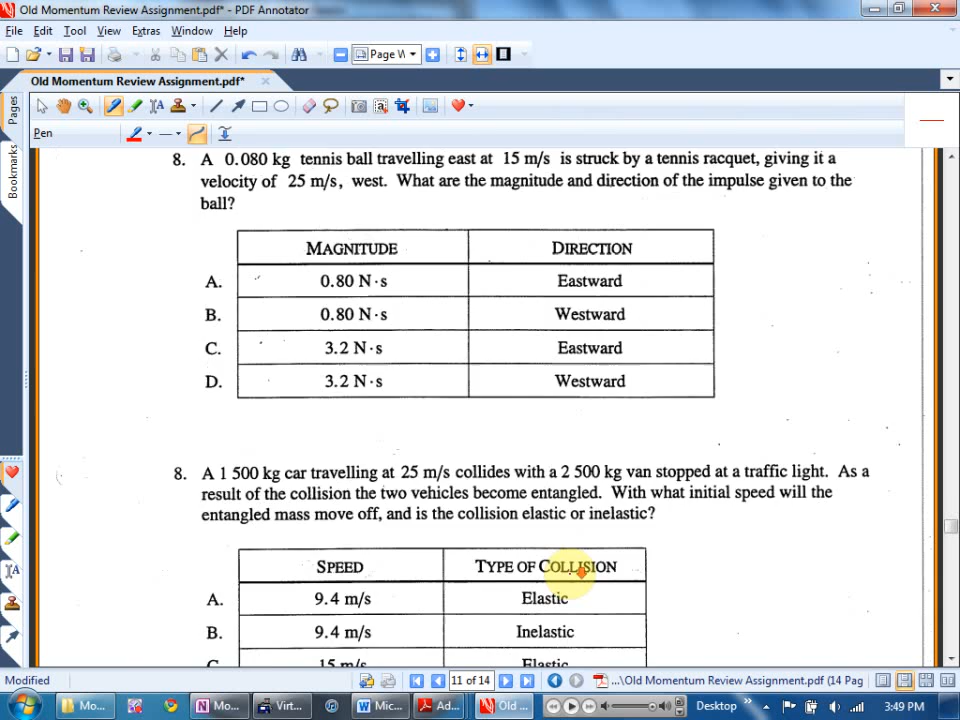 Old Momentum Review Assignment.pdf* - PDF Annotator
File Edit Tool View Extras Window Help
Page W
Old Momentum Review Assignment.pdf*
Pen
Pages
Bookmarks
8. A 0.080 kg tennis ball travelling east at 15 m/s is struck by a tennis racquet, giving it a
velocity of 25 m/s, west. What are the magnitude and direction of the impulse given to the
ball?
MAGNITUDE DIRECTION
A. 0.80 N·s Eastward
B. 0.80 N·s Westward
C. 3.2 N·s Eastward
D. 3.2 N·s Westward
8. A 1 500 kg car travelling at 25 m/s collides with a 2 500 kg van stopped at a traffic light. As a
result of the collision the two vehicles become entangled. With what initial speed will the
entangled mass move off, and is the collision elastic or inelastic?
SPEED TYPE OF COLLISION
A. 9.4 m/s Elastic
B. 9.4 m/s Inelastic
C. 15 m/s Elastic
Modified 11 of 14 ...\Old Momentum Review Assignment.pdf (14 Pag
Mo... Mo... Virt... Mic... Ad... Old ... Desktop 3:49 PM